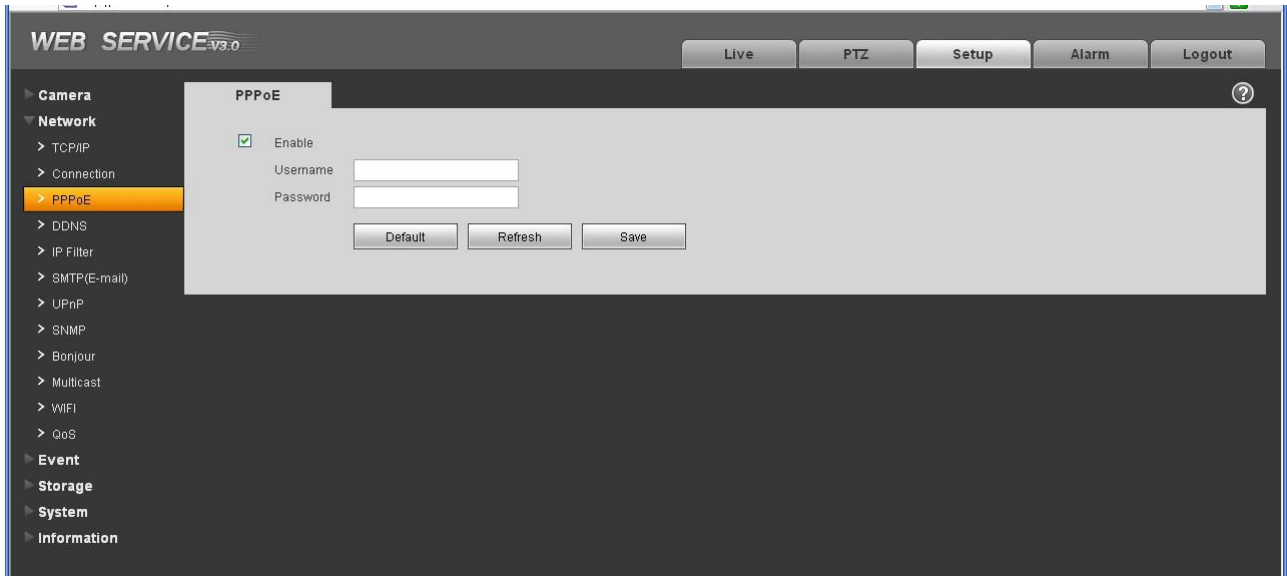 WEB SERVICE V3.0
Live
PTZ
Setup
Alarm
Logout
Camera
Network
> TCP/IP
> Connection
> PPPoE
> DDNS
> IP Filter
> SMTP(E-mail)
> UPnP
> SNMP
> Bonjour
> Multicast
> WIFI
> QoS
Event
Storage
System
Information
PPPoE
?
Enable
Username
Password
Default
Refresh
Save